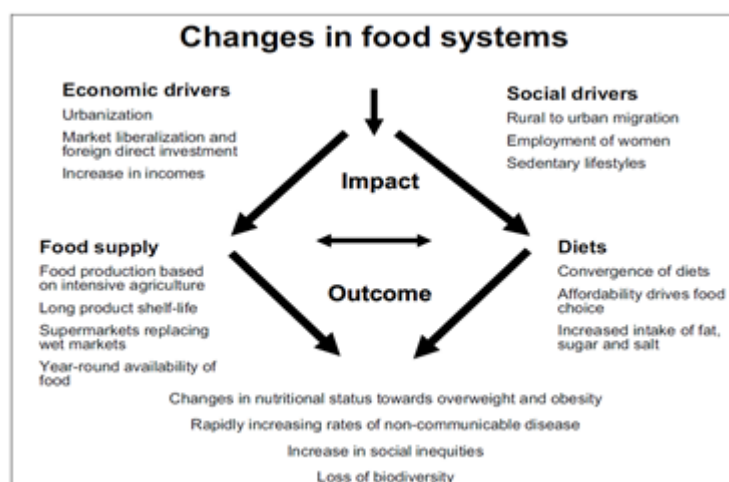 Changes in food systems
Economic drivers
Urbanization
Market liberalization and
foreign direct investment
Increase in incomes
Social drivers
Rural to urban migration
Employment of women
Sedentary lifestyles
Impact
Food supply
Food production based
on intensive agriculture
Long product shelf-life
Supermarkets replacing
wet markets
Year-round availability of
food
Outcome
Diets
Convergence of diets
Affordability drives food
choice
Increased intake of fat,
sugar and salt
Changes in nutritional status towards overweight and obesity
Rapidly increasing rates of non-communicable disease
Increase in social inequities
Loss of biodiversity